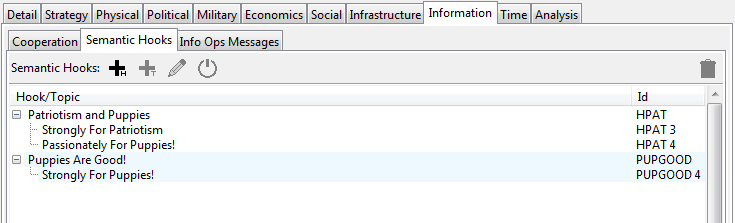 Detail Strategy Physical Political Military Economics Social Infrastructure Information Time Analysis
Cooperation Semantic Hooks Info Ops Messages
Semantic Hooks: H T
Hook/Topic Id
Patriotism and Puppies HPAT
Strongly For Patriotism HPAT 3
Passionately For Puppies! HPAT 4
Puppies Are Good! PUPGOOD
Strongly For Puppies! PUPGOOD 4